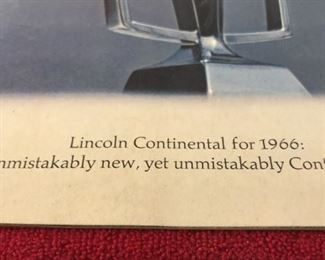 Lincoln Continental for 1966:
nmistakably new, yet unmistakably Con